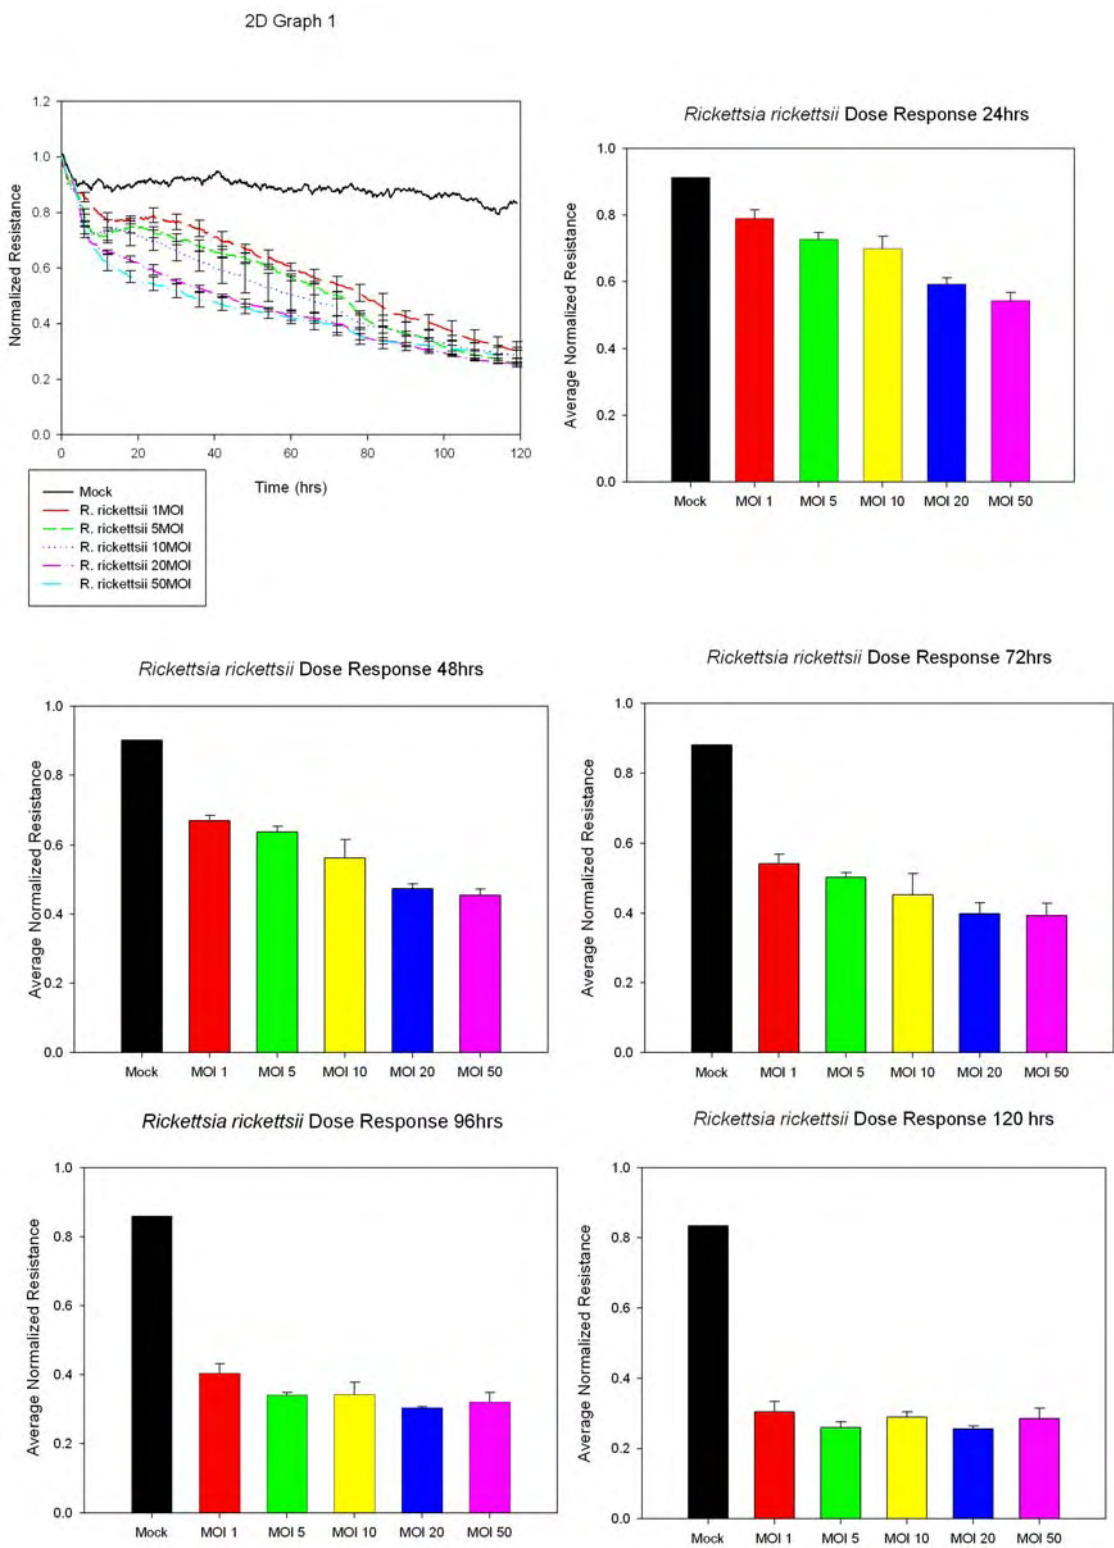 2D Graph 1
1.2
1.0
0.8
0.6
0.4
0.2
0.0
Normalized Resistance
0 20 40 60 80 100 120
Time (hrs)
Mock
R. rickettsii 1MOI
R. rickettsii 5MOI
R. rickettsii 10MOI
R. rickettsii 20MOI
R. rickettsii 50MOI
Rickettsia rickettsii Dose Response 24hrs
1.0
0.8
0.6
0.4
0.2
0.0
Average Normalized Resistance
Mock MOI 1 MOI 5 MOI 10 MOI 20 MOI 50
Rickettsia rickettsii Dose Response 48hrs
1.0
0.8
0.6
0.4
0.2
0.0
Average Normalized Resistance
Mock MOI 1 MOI 5 MOI 10 MOI 20 MOI 50
Rickettsia rickettsii Dose Response 72hrs
1.0
0.8
0.6
0.4
0.2
0.0
Average Normalized Resistance
Mock MOI 1 MOI 5 MOI 10 MOI 20 MOI 50
Rickettsia rickettsii Dose Response 96hrs
1.0
0.8
0.6
0.4
0.2
0.0
Average Normalized Resistance
Mock MOI 1 MOI 5 MOI 10 MOI 20 MOI 50
Rickettsia rickettsii Dose Response 120 hrs
1.0
0.8
0.6
0.4
0.2
0.0
Average Normalized Resistance
Mock MOI 1 MOI 5 MOI 10 MOI 20 MOI 50